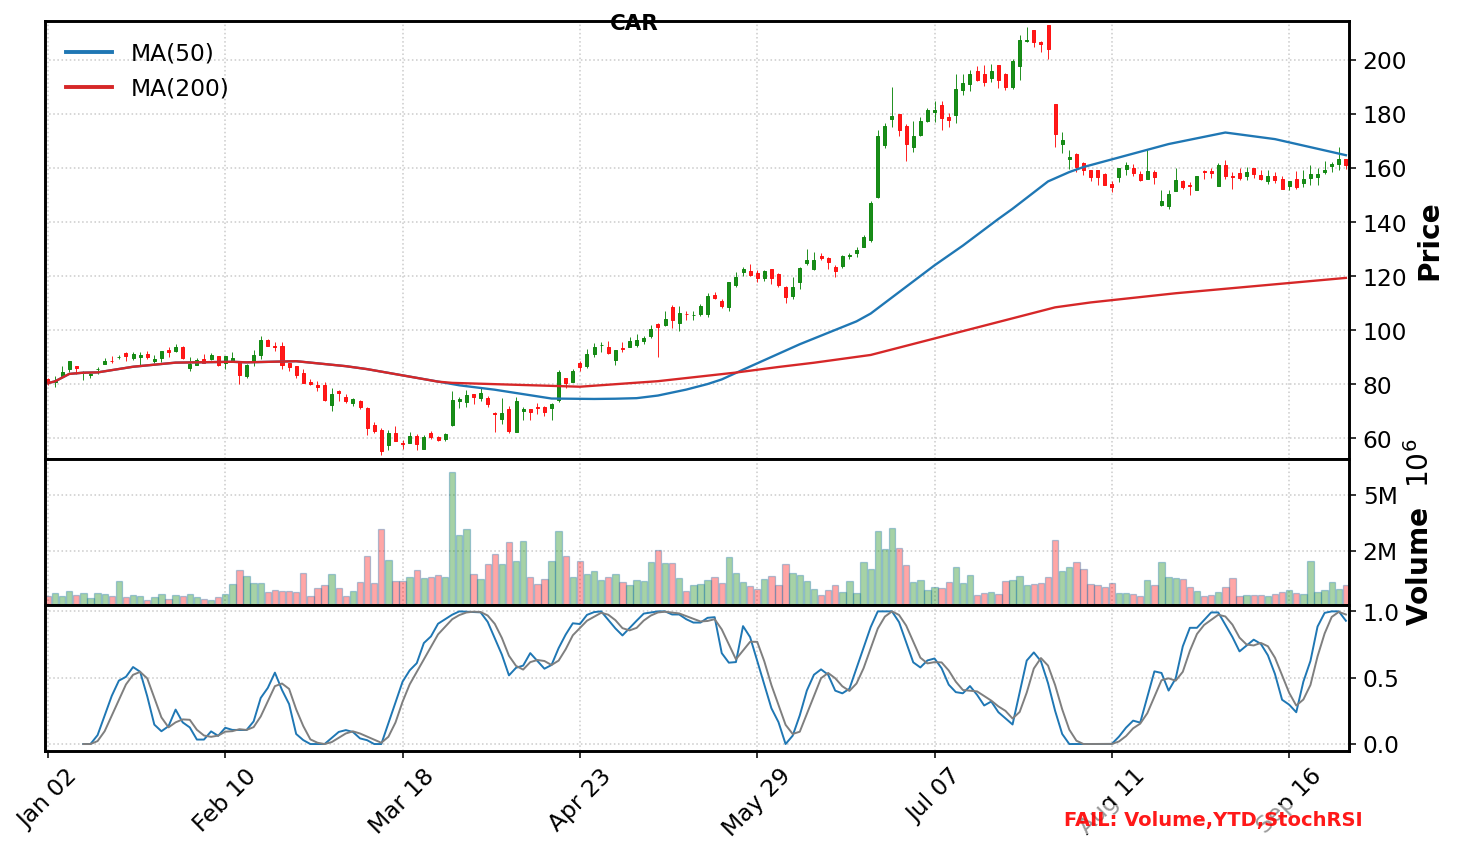 CAR
MA(50)
MA(200)
200
180
160
140
120
100
80
60
Price
5M
2M
Volume 10^6
1.0
0.5
0.0
Jan 02
Feb 10
Mar 18
Apr 23
May 29
Jul 07
Aug 11
Sep 16
FAIL: Volume,YTD,StochRSI